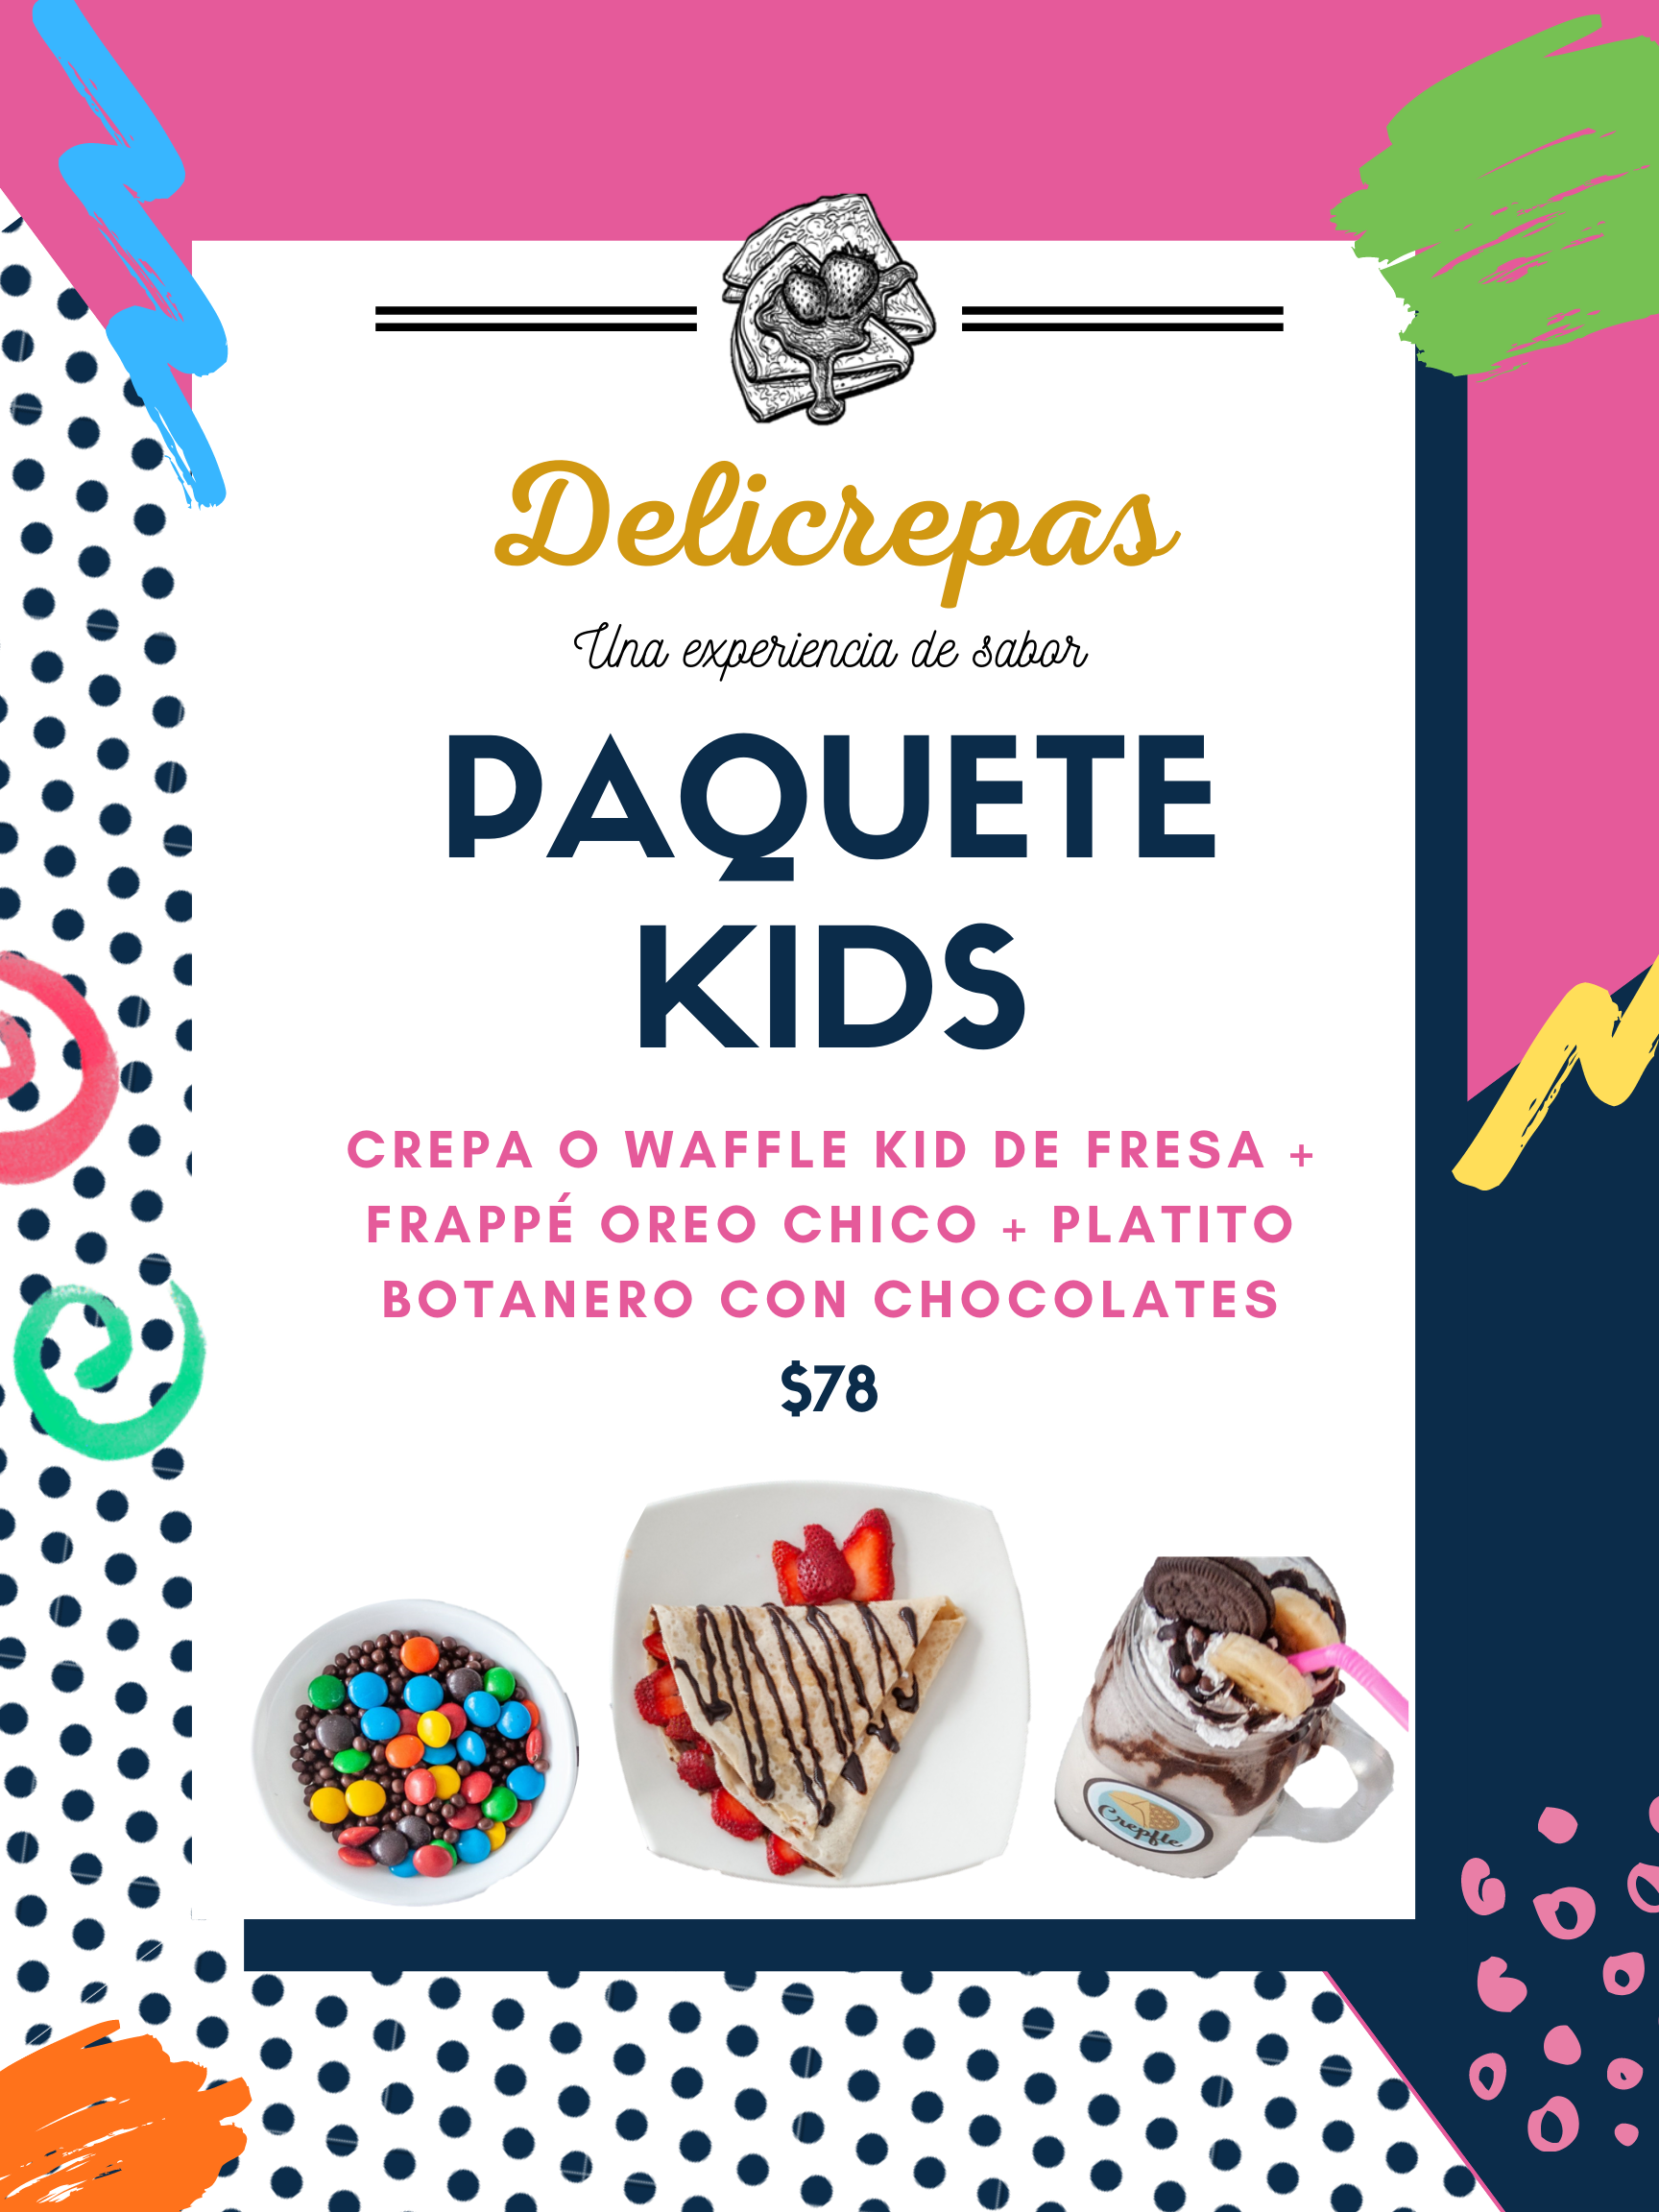 Delicrepas
Una experiencia de sabor
PAQUETE
KIDS
CREPA O WAFFLE KID DE FRESA +
FRAPPÉ OREO CHICO + PLATITO
BOTANERO CON CHOCOLATES
$78
Crepfle